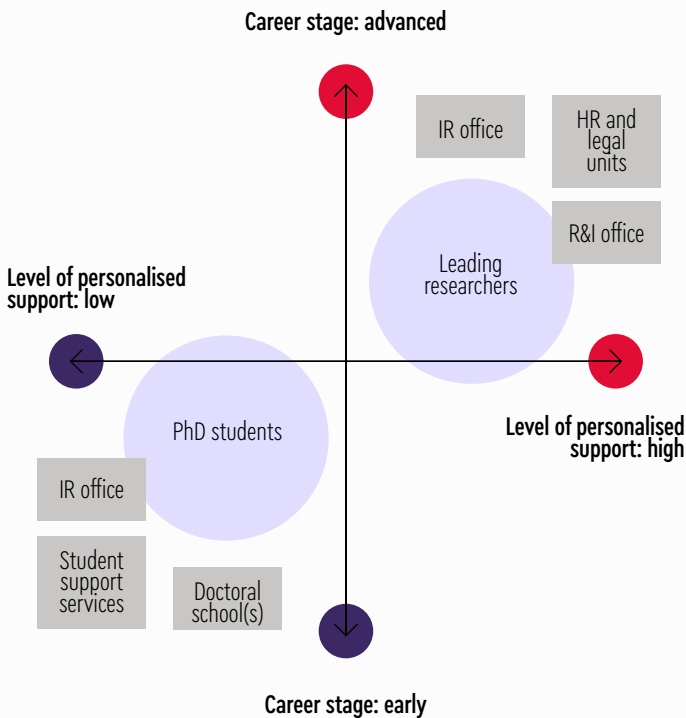 Career stage: advanced
IR office
HR and
legal
units
R&I office
Leading
researchers
Level of personalised
support: low
PhD students
Level of personalised
support: high
IR office
Student
support
services
Doctoral
school(s)
Career stage: early